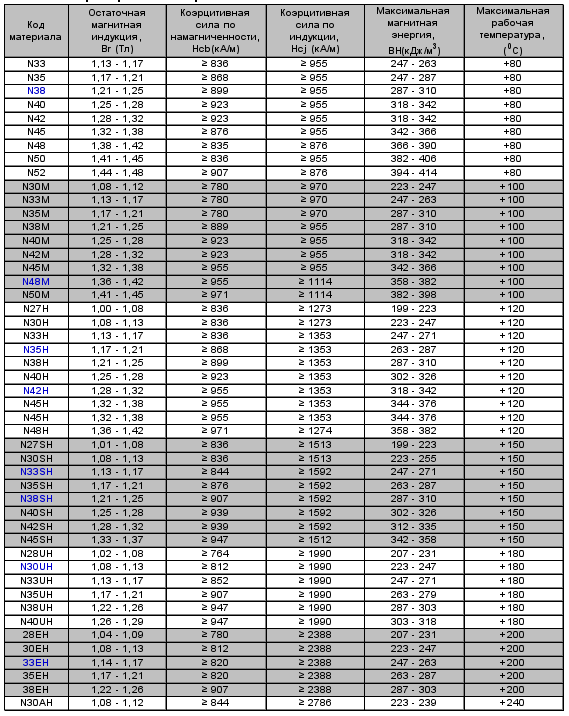 Код материала | Остаточная магнитная индукция, Br (Тл) | Коэрцитивная сила по намагниченности, Hcb(кА/м) | Коэрцитивная сила по индукции, Hcj (кА/м) | Максимальная магнитная энергия, BH(кДж/м³) | Максимальная рабочая температура, (⁰C)
N33 1,13 - 1,17 ≥ 836 ≥ 955 247 - 263 +80
N35 1,17 - 1,21 ≥ 868 ≥ 955 247 - 287 +80
N38 1,21 - 1,25 ≥ 899 ≥ 955 287 - 310 +80
N40 1,25 - 1,28 ≥ 923 ≥ 955 318 - 342 +80
N42 1,28 - 1,32 ≥ 923 ≥ 955 318 - 342 +80
N45 1,32 - 1,38 ≥ 876 ≥ 955 342 - 366 +80
N48 1,38 - 1,42 ≥ 835 ≥ 876 366 - 390 +80
N50 1,41 - 1,45 ≥ 836 ≥ 955 382 - 406 +80
N52 1,44 - 1,48 ≥ 907 ≥ 876 394 - 414 +80
N30M 1,08 - 1,12 ≥ 780 ≥ 970 223 - 247 +100
N33M 1,13 - 1,17 ≥ 780 ≥ 970 247 - 263 +100
N35M 1,17 - 1,21 ≥ 780 ≥ 970 287 - 310 +100
N38M 1,21 - 1,25 ≥ 889 ≥ 955 287 - 310 +100
N40M 1,25 - 1,28 ≥ 923 ≥ 955 318 - 342 +100
N42M 1,28 - 1,32 ≥ 923 ≥ 955 318 - 342 +100
N45M 1,32 - 1,38 ≥ 955 ≥ 955 342 - 366 +100
N48M 1,36 - 1,42 ≥ 955 ≥ 1114 358 - 382 +100
N50M 1,41 - 1,45 ≥ 971 ≥ 1114 382 - 398 +100
N27H 1,00 - 1,08 ≥ 836 ≥ 1273 199 - 223 +120
N30H 1,08 - 1,13 ≥ 836 ≥ 1273 223 - 247 +120
N33H 1,13 - 1,17 ≥ 836 ≥ 1353 247 - 271 +120
N35H 1,17 - 1,21 ≥ 868 ≥ 1353 263 - 287 +120
N38H 1,21 - 1,25 ≥ 899 ≥ 1353 287 - 310 +120
N40H 1,25 - 1,28 ≥ 923 ≥ 1353 302 - 326 +120
N42H 1,28 - 1,32 ≥ 955 ≥ 1353 318 - 342 +120
N45H 1,32 - 1,38 ≥ 955 ≥ 1353 344 - 376 +120
N45H 1,32 - 1,38 ≥ 955 ≥ 1353 344 - 376 +120
N48H 1,36 - 1,42 ≥ 971 ≥ 1274 358 - 382 +120
N27SH 1,01 - 1,08 ≥ 836 ≥ 1513 199 - 223 +150
N30SH 1,08 - 1,13 ≥ 836 ≥ 1513 223 - 255 +150
N33SH 1,13 - 1,17 ≥ 844 ≥ 1592 247 - 271 +150
N35SH 1,17 - 1,21 ≥ 876 ≥ 1592 263 - 287 +150
N38SH 1,21 - 1,25 ≥ 907 ≥ 1592 287 - 310 +150
N40SH 1,25 - 1,28 ≥ 939 ≥ 1592 302 - 326 +150
N42SH 1,28 - 1,32 ≥ 939 ≥ 1592 312 - 335 +150
N45SH 1,33 - 1,37 ≥ 947 ≥ 1512 342 - 358 +150
N28UH 1,02 - 1,08 ≥ 764 ≥ 1990 207 - 231 +180
N30UH 1,08 - 1,13 ≥ 812 ≥ 1990 223 - 247 +180
N33UH 1,13 - 1,17 ≥ 852 ≥ 1990 247 - 271 +180
N35UH 1,17 - 1,21 ≥ 907 ≥ 1990 263 - 279 +180
N38UH 1,22 - 1,26 ≥ 947 ≥ 1990 287 - 303 +180
N40UH 1,26 - 1,29 ≥ 947 ≥ 1990 303 - 318 +180
28EH 1,04 - 1,09 ≥ 780 ≥ 2388 207 - 231 +200
30EH 1,08 - 1,13 ≥ 812 ≥ 2388 223 - 247 +200
33EH 1,14 - 1,17 ≥ 820 ≥ 2388 247 - 263 +200
35EH 1,17 - 1,21 ≥ 820 ≥ 2388 263 - 287 +200
38EH 1,22 - 1,26 ≥ 907 ≥ 2388 287 - 303 +200
N30AH 1,08 - 1,12 ≥ 844 ≥ 2786 223 - 239 +240